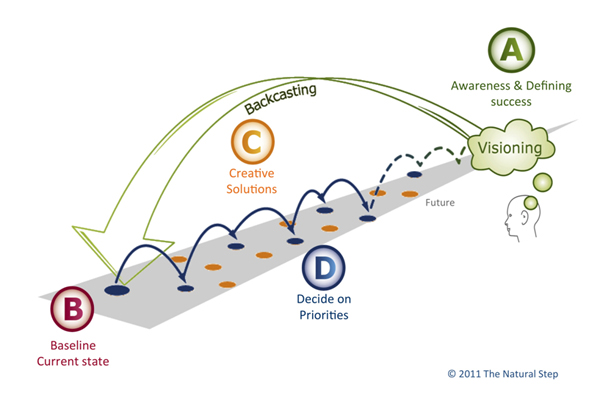 A
Awareness & Defining
success
Backcasting
Visioning
C
Creative
Solutions
Future
D
Decide on
Priorities
B
Baseline
Current state
© 2011 The Natural Step